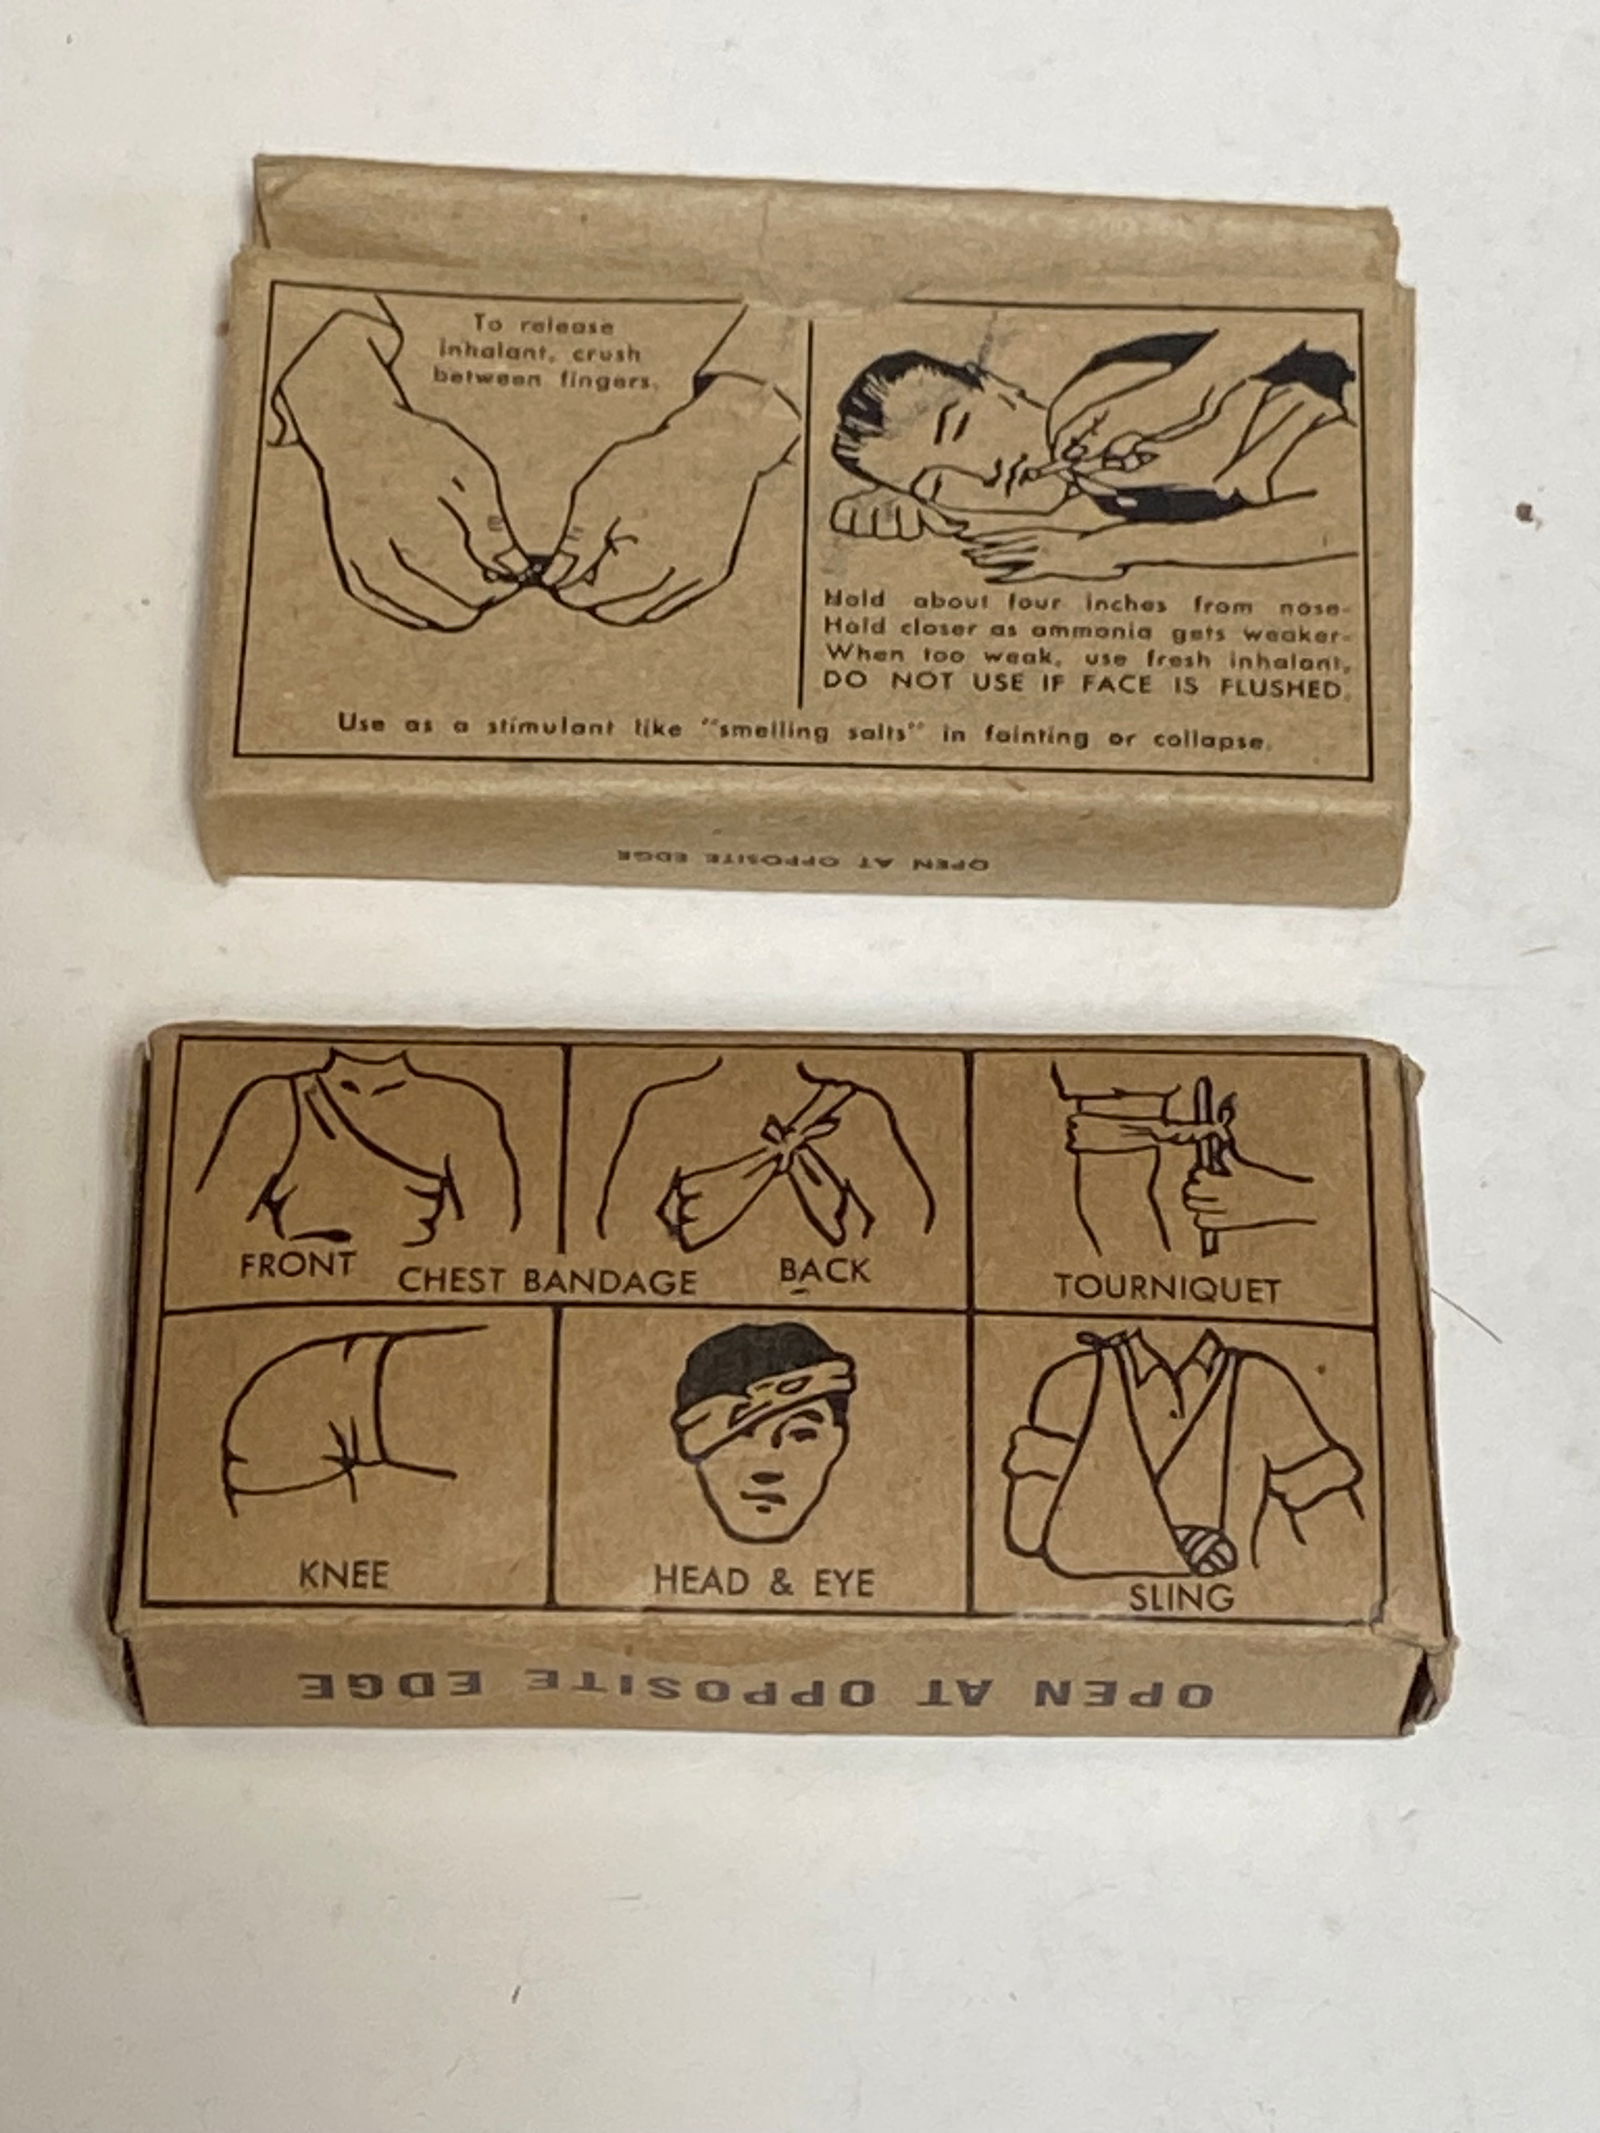 To release
inhalant, crush
between fingers.
Hold about four inches from nose-
Hold closer as ammonia gets weaker-
When too weak, use fresh inhalant.
DO NOT USE IF FACE IS FLUSHED.
Use as a stimulant like "smelling salts" in fainting or collapse.
OPEN AT OPPOSITE EDGE
FRONT CHEST BANDAGE BACK
TOURNIQUET
KNEE
HEAD & EYE
SLING
OPEN AT OPPOSITE EDGE